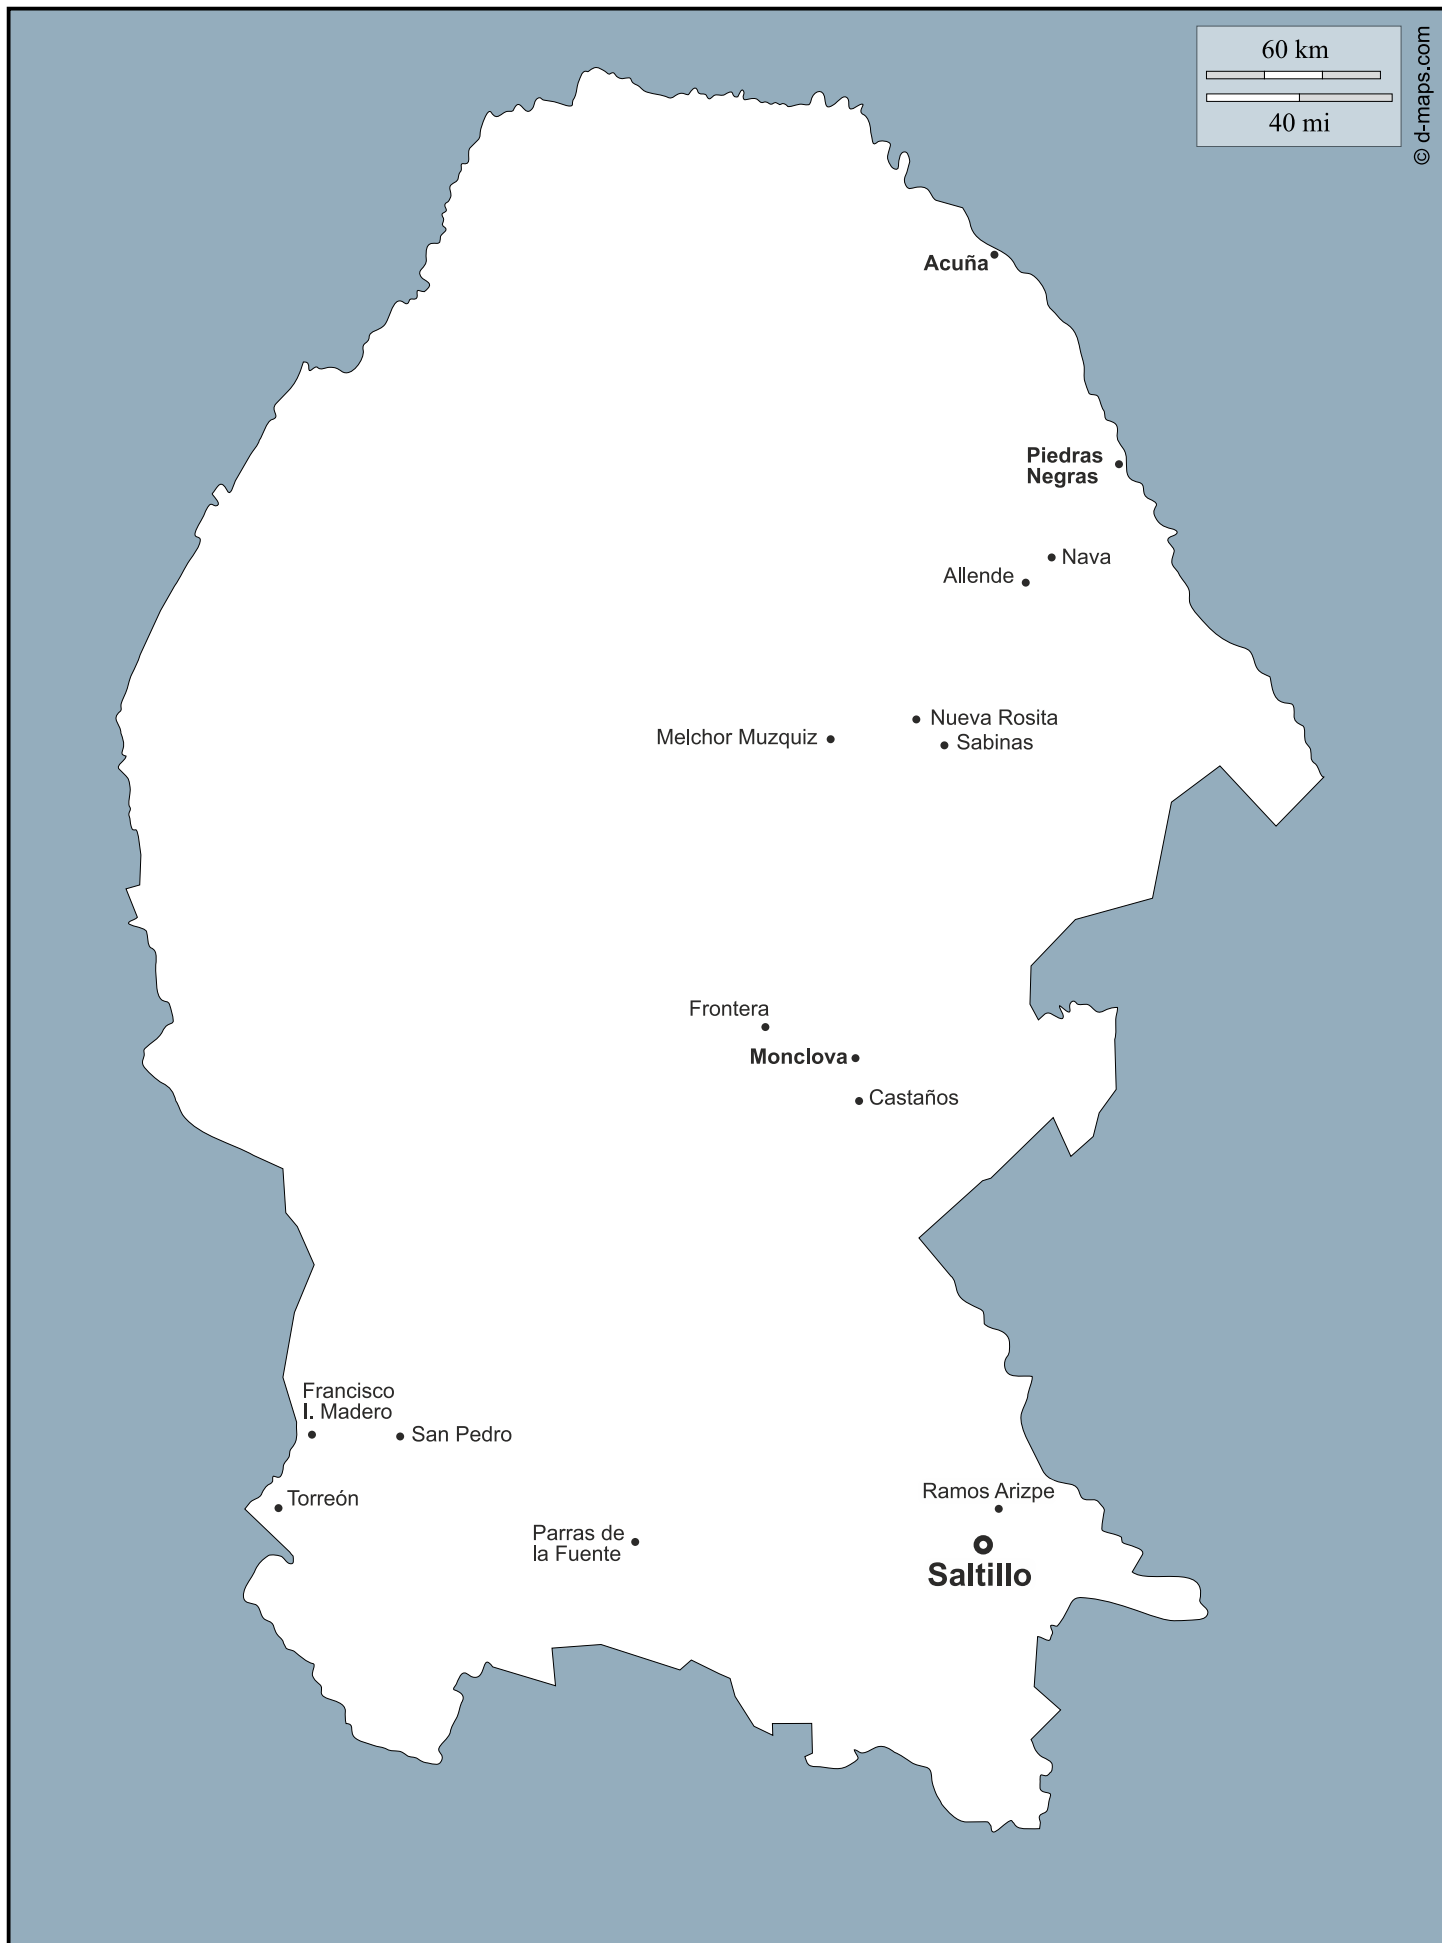 60 km
40 mi
© d-maps.com
Acuña
Piedras
Negras
Nava
Allende
Nueva Rosita
Melchor Muzquiz
Sabinas
Frontera
Monclova
Castaños
Francisco
I. Madero
San Pedro
Torreón
Ramos Arizpe
Parras de
la Fuente
Saltillo